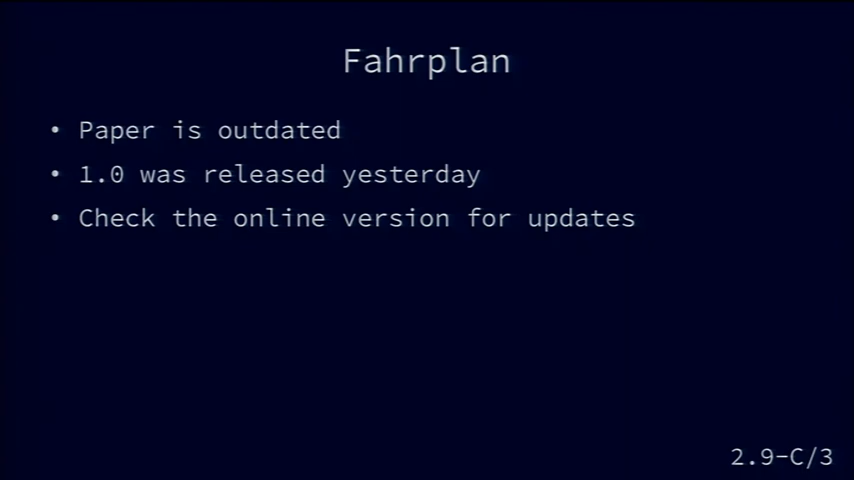 Fahrplan
• Paper is outdated
• 1.0 was released yesterday
• Check the online version for updates
2.9-C/3